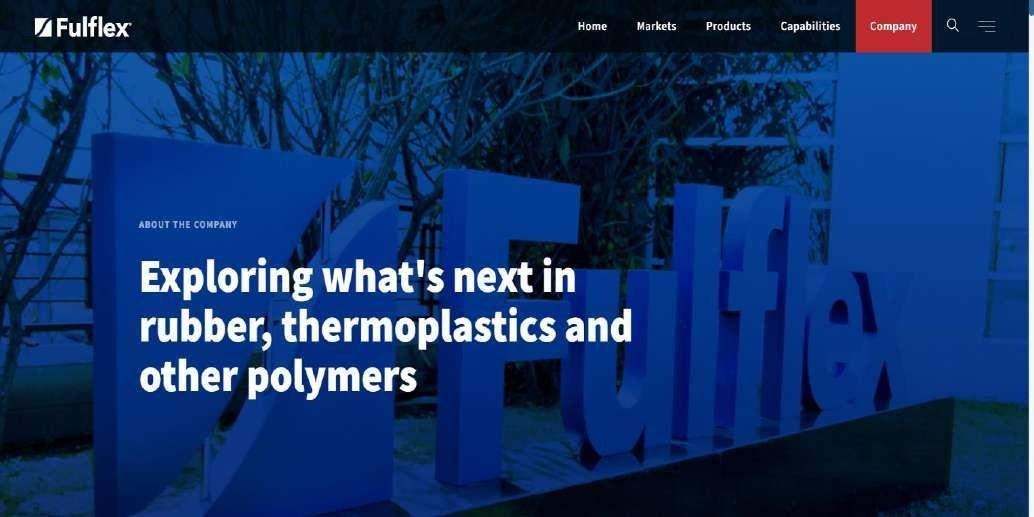 Fulflex
Home
Markets
Products
Capabilities
Company
ABOUT THE COMPANY
Exploring what's next in
rubber, thermoplastics and
other polymers
Fulflex